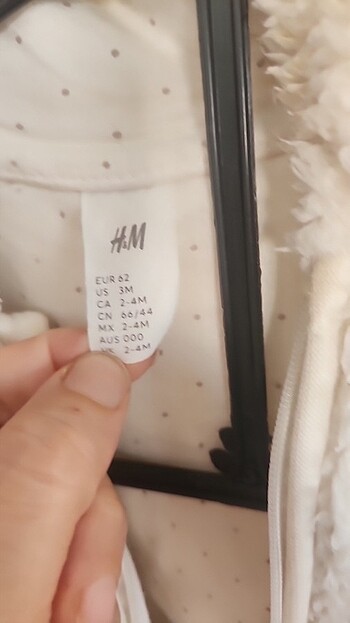 H&M
EUR 62
US 3M
CA 2-4M
CN 66/44
MX 2-4M
AUS 000
2-4M